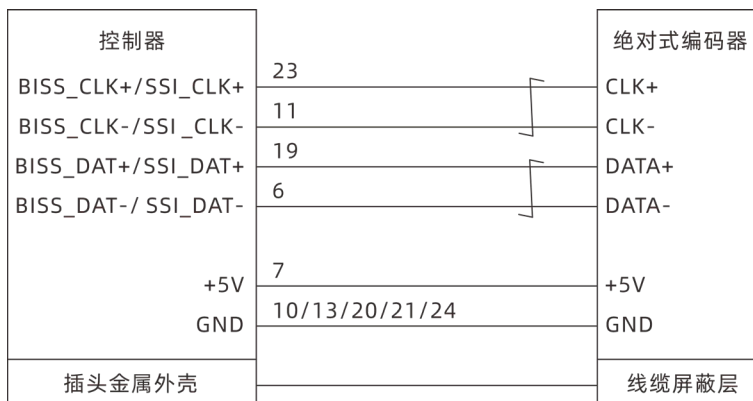 控制器 绝对式编码器
BISS_CLK+/SSI_CLK+ 23 CLK+
BISS_CLK-/SSI_CLK- 11 CLK-
BISS_DAT+/SSI_DAT+ 19 DATA+
BISS_DAT-/ SSI_DAT- 6 DATA-
+5V 7 +5V
GND 10/13/20/21/24 GND
插头金属外壳 线缆屏蔽层